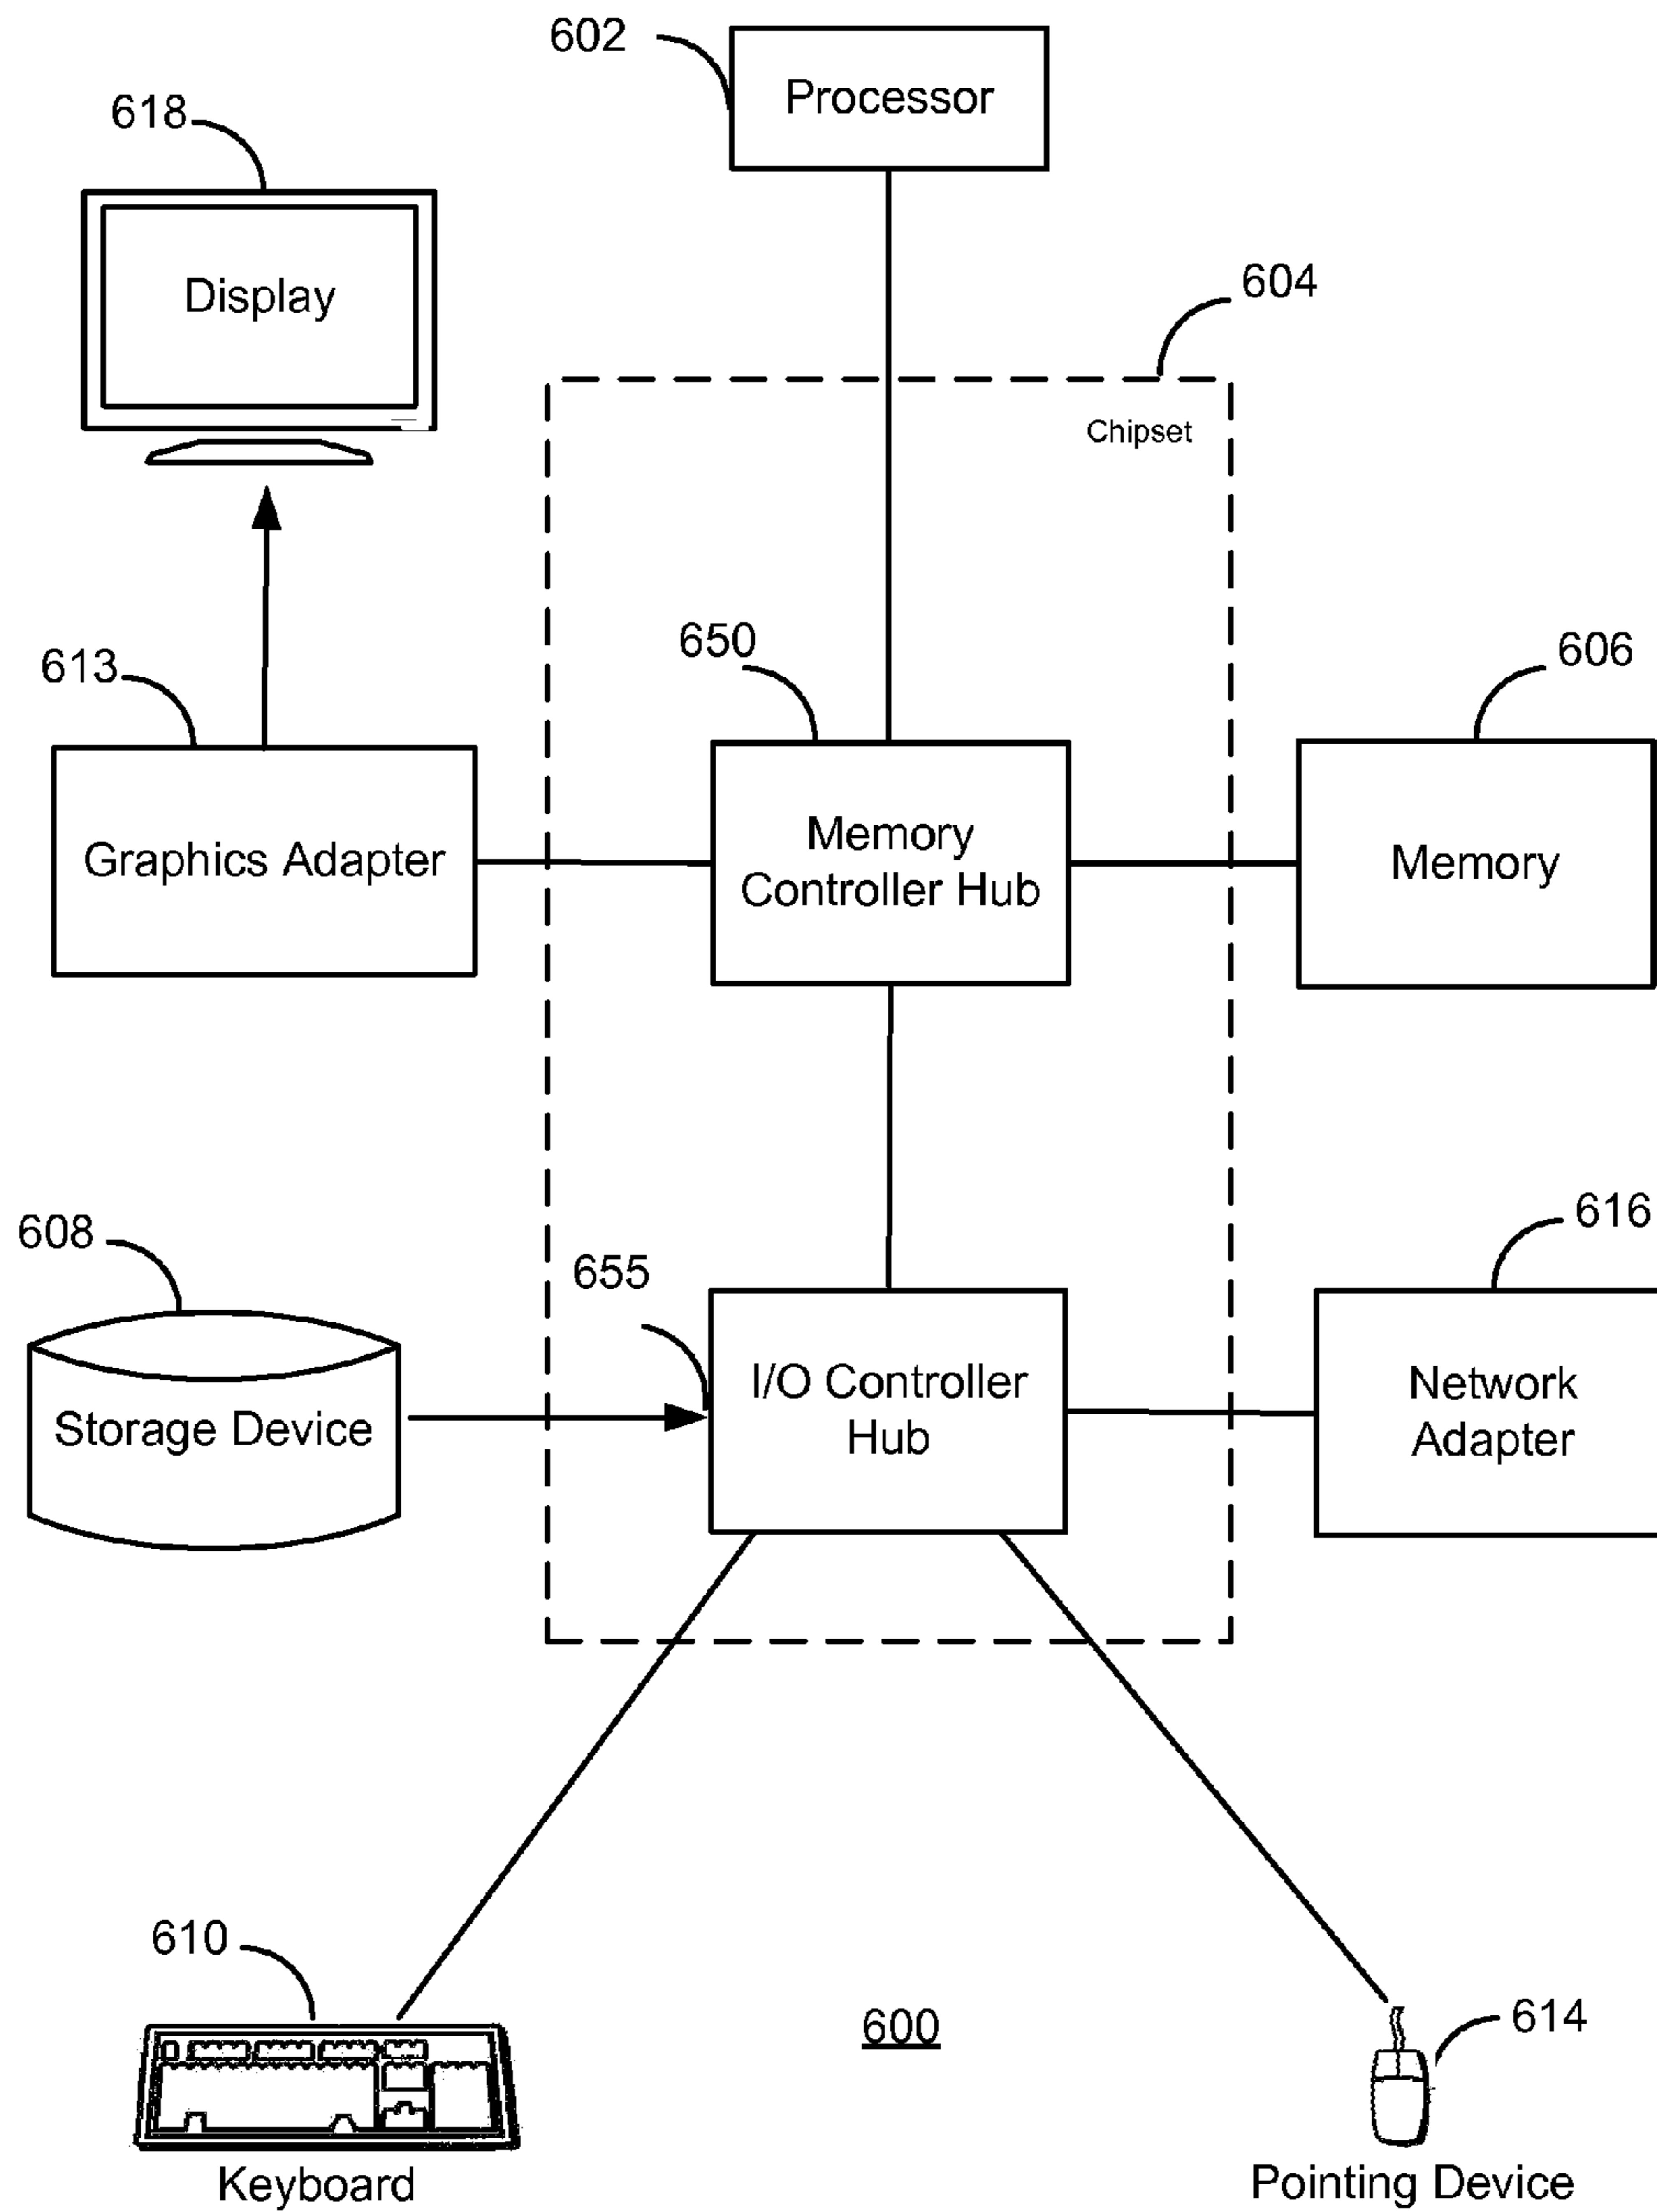 602
Processor
618
Display
604
Chipset
613
650
606
Graphics Adapter
Memory
Controller Hub
Memory
608
655
616
Storage Device
I/O Controller
Hub
Network
Adapter
610
600
614
Keyboard
Pointing Device